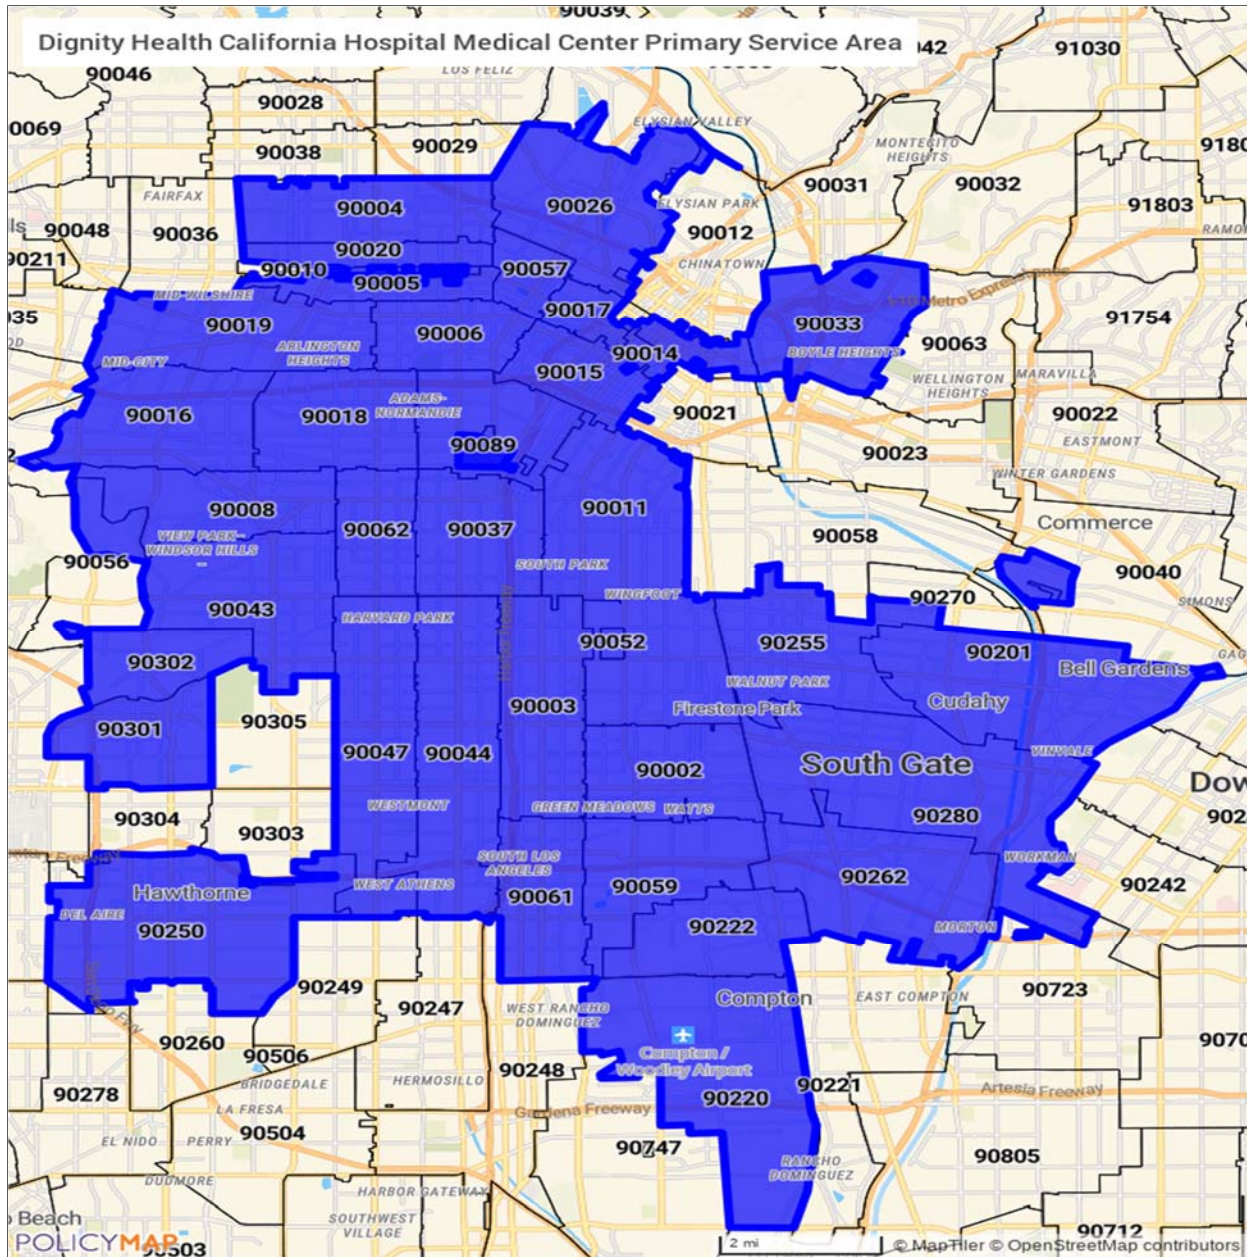 90039
Dignity Health California Hospital Medical Center Primary Service Area
91030
90046
LOS FELIZ
90028
ELYSIAN VALLEY
90038
90029
MONTECITO
HEIGHTS
FAIRFAX
90031
90032
90004
90026
ELYSIAN PARK
91803
90048
90036
90012
90020
90211
90010
90057
CHINATOWN
90005
MID-WILSHIRE
90017
90019
90006
90033
91754
ARLINGTON
HEIGHTS
90014
BOYLE HEIGHTS
90063
MID-CITY
90015
WELLINGTON
HEIGHTS
MARAVILLA
90016
90018
ADAMS-
NORMANDIE
90021
90022
EASTMONT
90089
90023
WINTER GARDENS
90008
90062
90037
90011
Commerce
VIEW PARK-
WINDSOR HILLS
--
90058
90056
SOUTH PARK
90040
90043
WINGFOOT
90270
SIMONS
HARVARD PARK
90052
90255
90201
90302
Bell Gardens
WALNUT PARK
Cudahy
90301
90305
90003
Firestone Park
90047
90044
90002
South Gate
VINVALE
WESTMONT
GREEN MEADOWS
WATTS
90280
90304
90303
SOUTH LOS
ANGELES
WORKMAN
Hawthorne
WEST ATHENS
90061
90059
90262
90242
DEL AIRE
90250
90222
MORTON
90249
90247
WEST RANCHO
DOMINGUEZ
Compton
EAST COMPTON
90723
90260
90506
90248
Compton /
Woodley Airport
90221
90278
BRIDGEDALE
HERMOSILLO
90220
Artesia Freeway
LA FRESA
Gardena Freeway
EL NIDO
PERRY
90504
90747
90805
DUDMORE
RANCHO
DOMINGUEZ
HARBOR GATEWAY
Beach
SOUTHWEST
VILLAGE
90712
POLICYMAP
90503
2 mi
© MapTiler © OpenStreetMap contributors